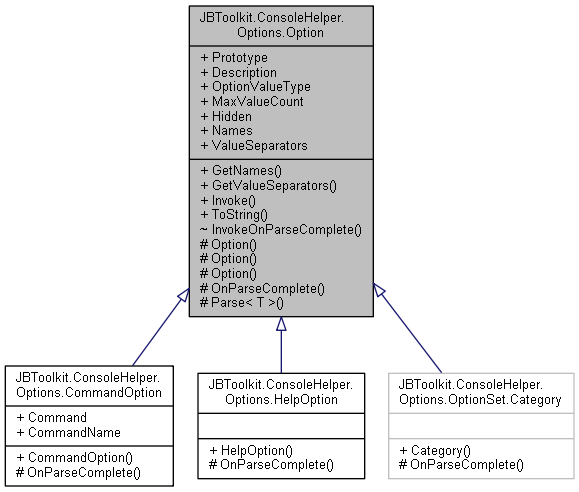 JBToolkit.ConsoleHelper.
Options.Option
+ Prototype
+ Description
+ OptionValueType
+ MaxValueCount
+ Hidden
+ Names
+ ValueSeparators
+ GetNames()
+ GetValueSeparators()
+ Invoke()
+ ToString()
~ InvokeOnParseComplete()
# Option()
# Option()
# Option()
# OnParseComplete()
# Parse< T >()
JBToolkit.ConsoleHelper.
Options.CommandOption
+ Command
+ CommandName
+ CommandOption()
# OnParseComplete()
JBToolkit.ConsoleHelper.
Options.HelpOption
+ HelpOption()
# OnParseComplete()
JBToolkit.ConsoleHelper.
Options.OptionSet.Category
+ Category()
# OnParseComplete()